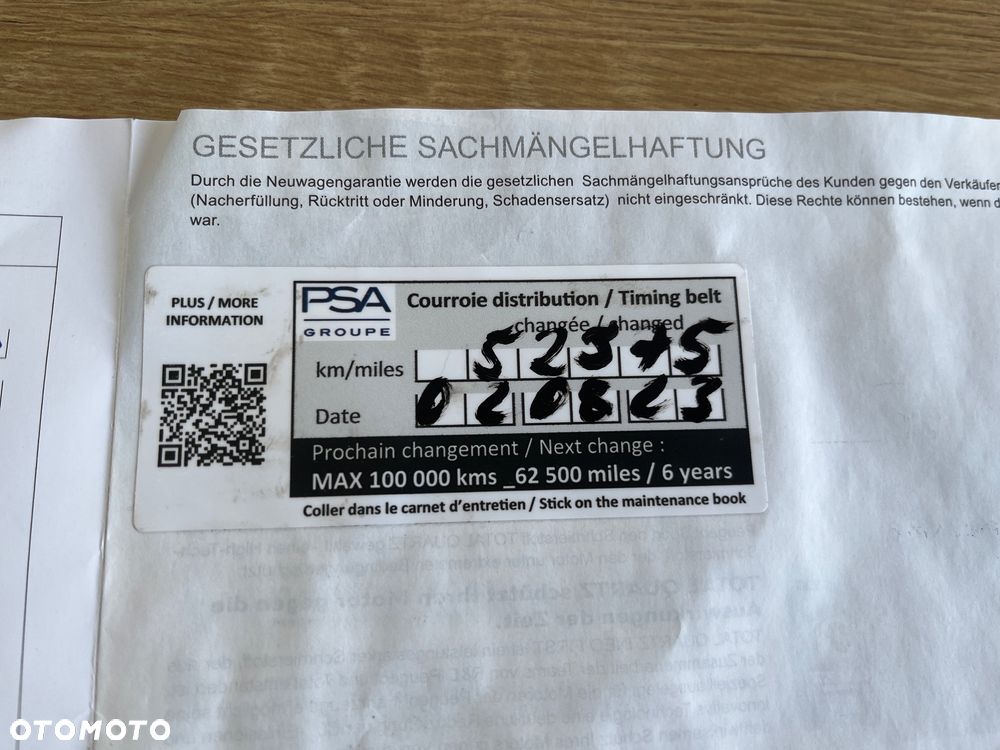 GESETZLICHE SACHMÄNGELHAFTUNG
Durch die Neuwagengarantie werden die gesetzlichen Sachmängelhaftungsansprüche des Kunden gegen den Verkäufer
(Nacherfüllung, Rücktritt oder Minderung, Schadensersatz) nicht eingeschränkt. Diese Rechte können bestehen, wenn d
war.
PLUS / MORE
INFORMATION
PSA
GROUPE
Courroie distribution / Timing belt
changée / changed
km/miles 52375
Date 020823
Prochain changement / Next change :
MAX 100 000 kms _62 500 miles / 6 years
Coller dans le carnet d'entretien / Stick on the maintenance book
OTOMOTO